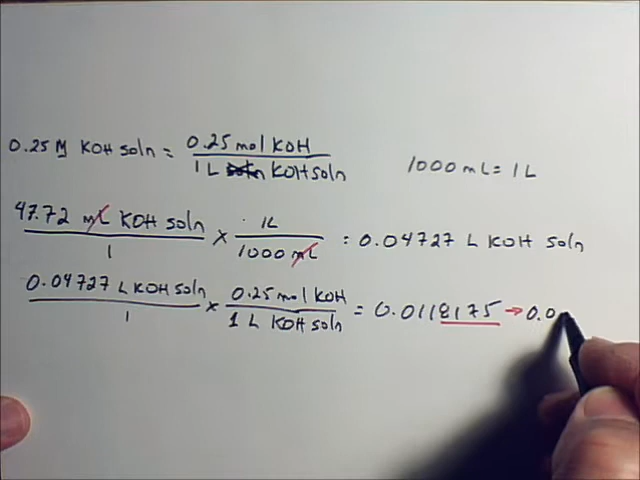 0.25 M KOH soln = 0.25 mol KOH / 1 L soln KOH soln
1000 mL = 1L
47.72 mL KOH soln / 1 × 1L / 1000 mL = 0.04727 L KOH soln
0.04727 L KOH soln / 1 × 0.25 mol KOH / 1 L KOH soln = 0.0118175 → 0.0